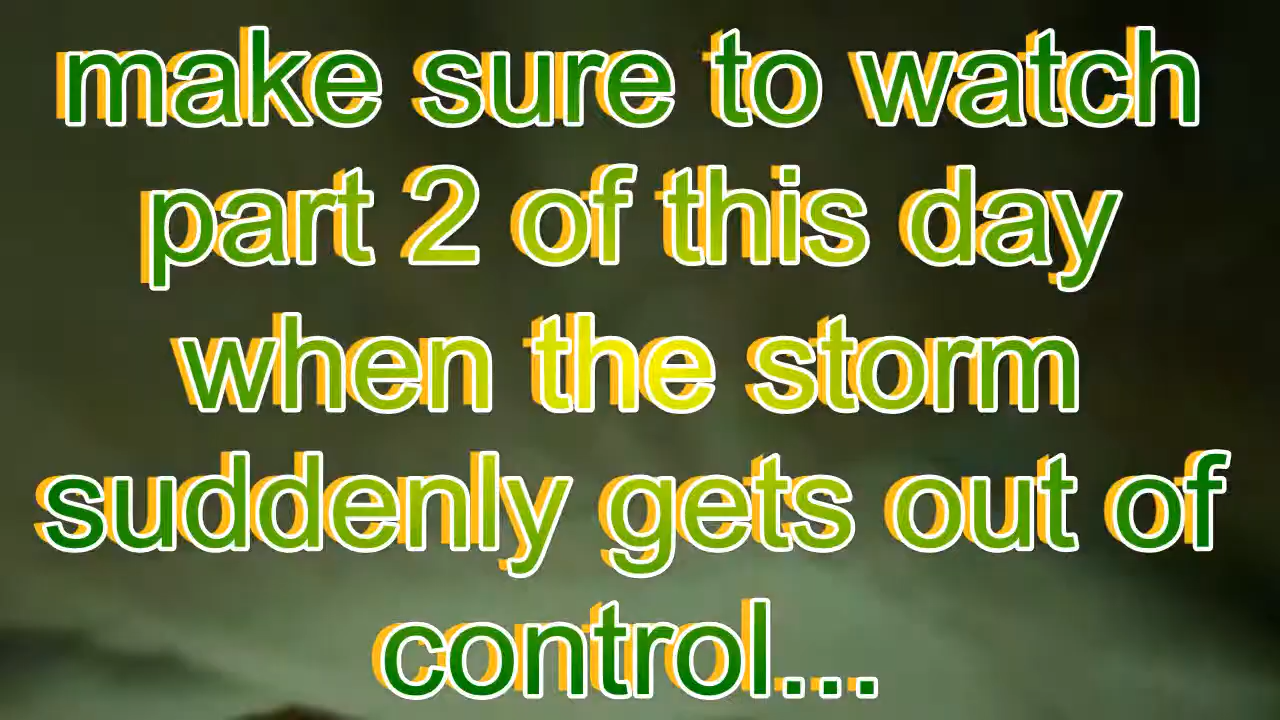 make sure to watch
part 2 of this day
when the storm
suddenly gets out of
control...